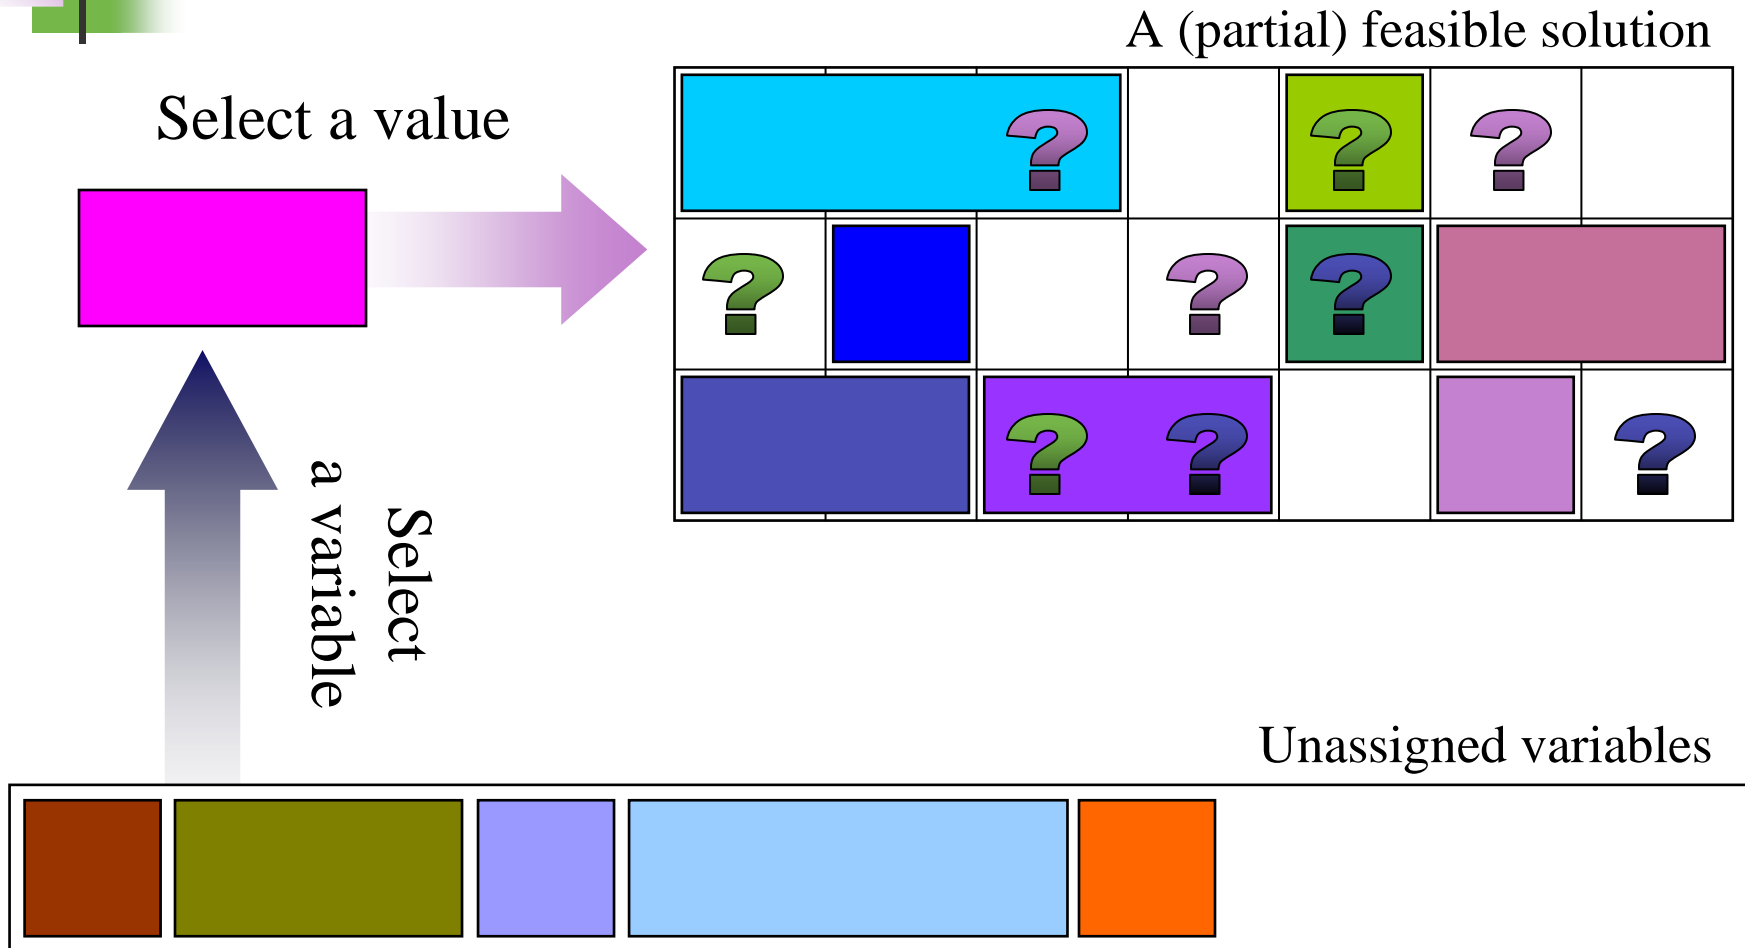 A (partial) feasible solution
Select a value
? ? ?
? ? ?
? ? ?
Select
a variable
Unassigned variables